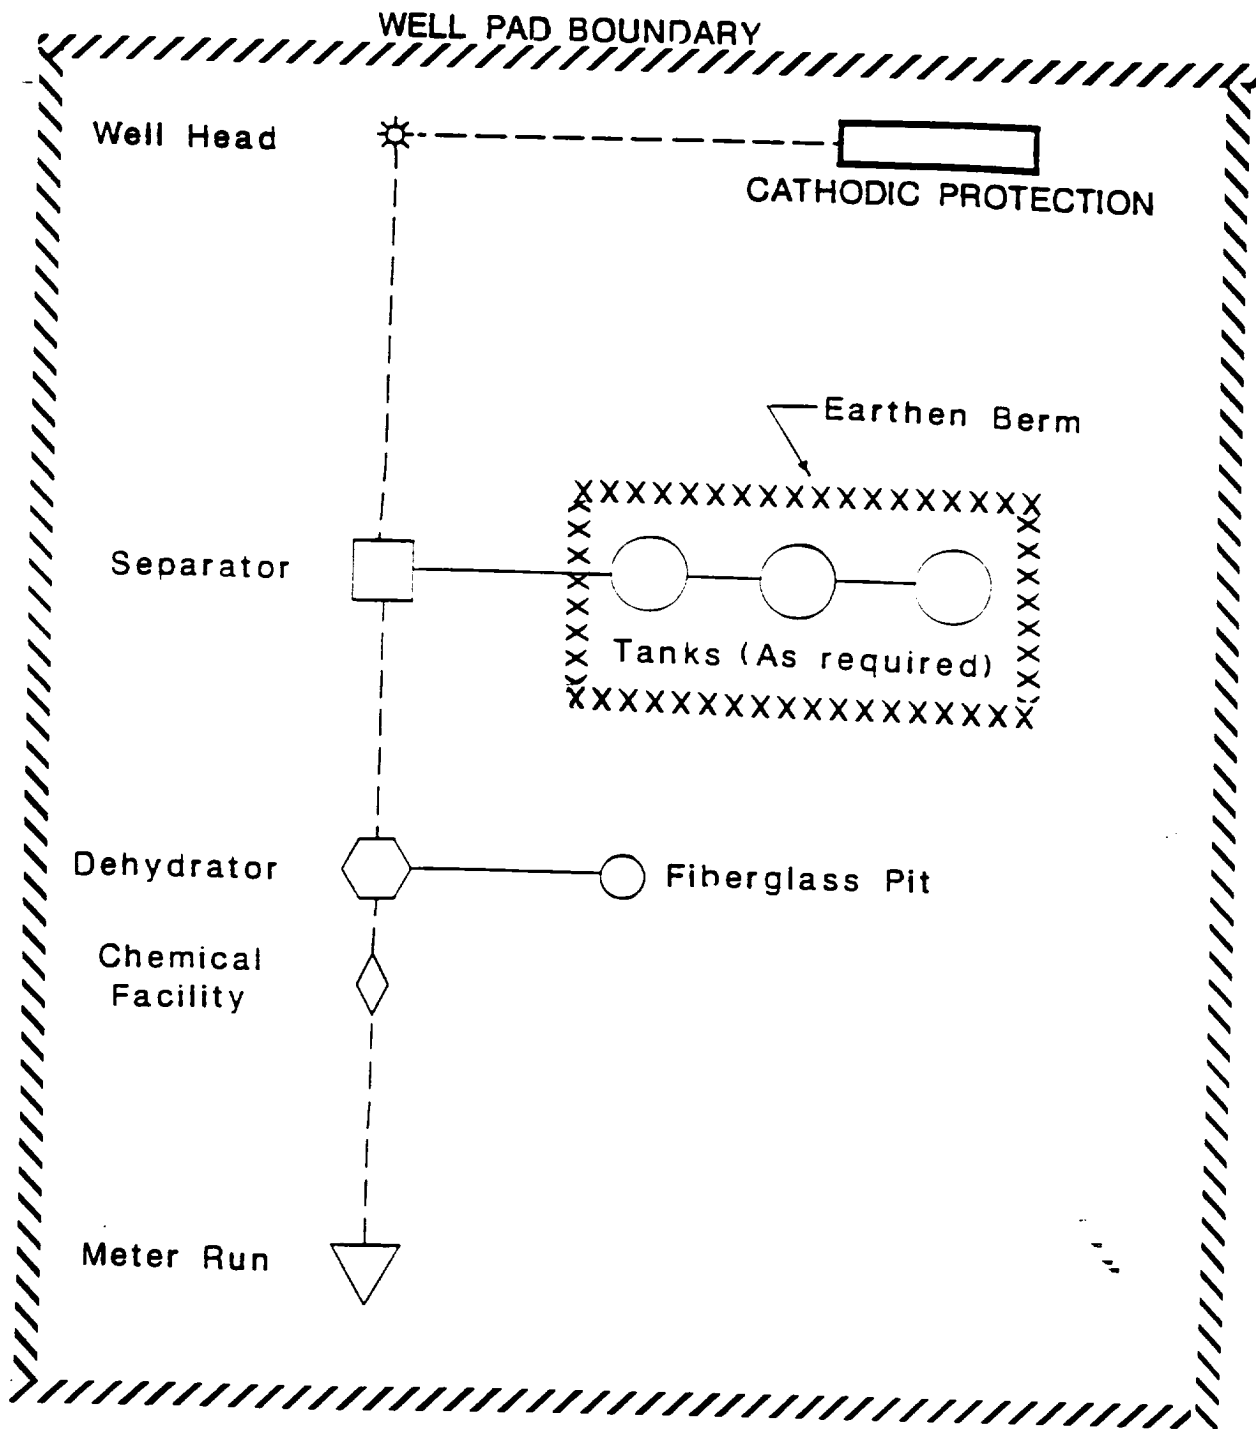 WELL PAD BOUNDARY
Well Head
CATHODIC PROTECTION
Earthen Berm
Separator
Tanks (As required)
Dehydrator
Fiberglass Pit
Chemical
Facility
Meter Run